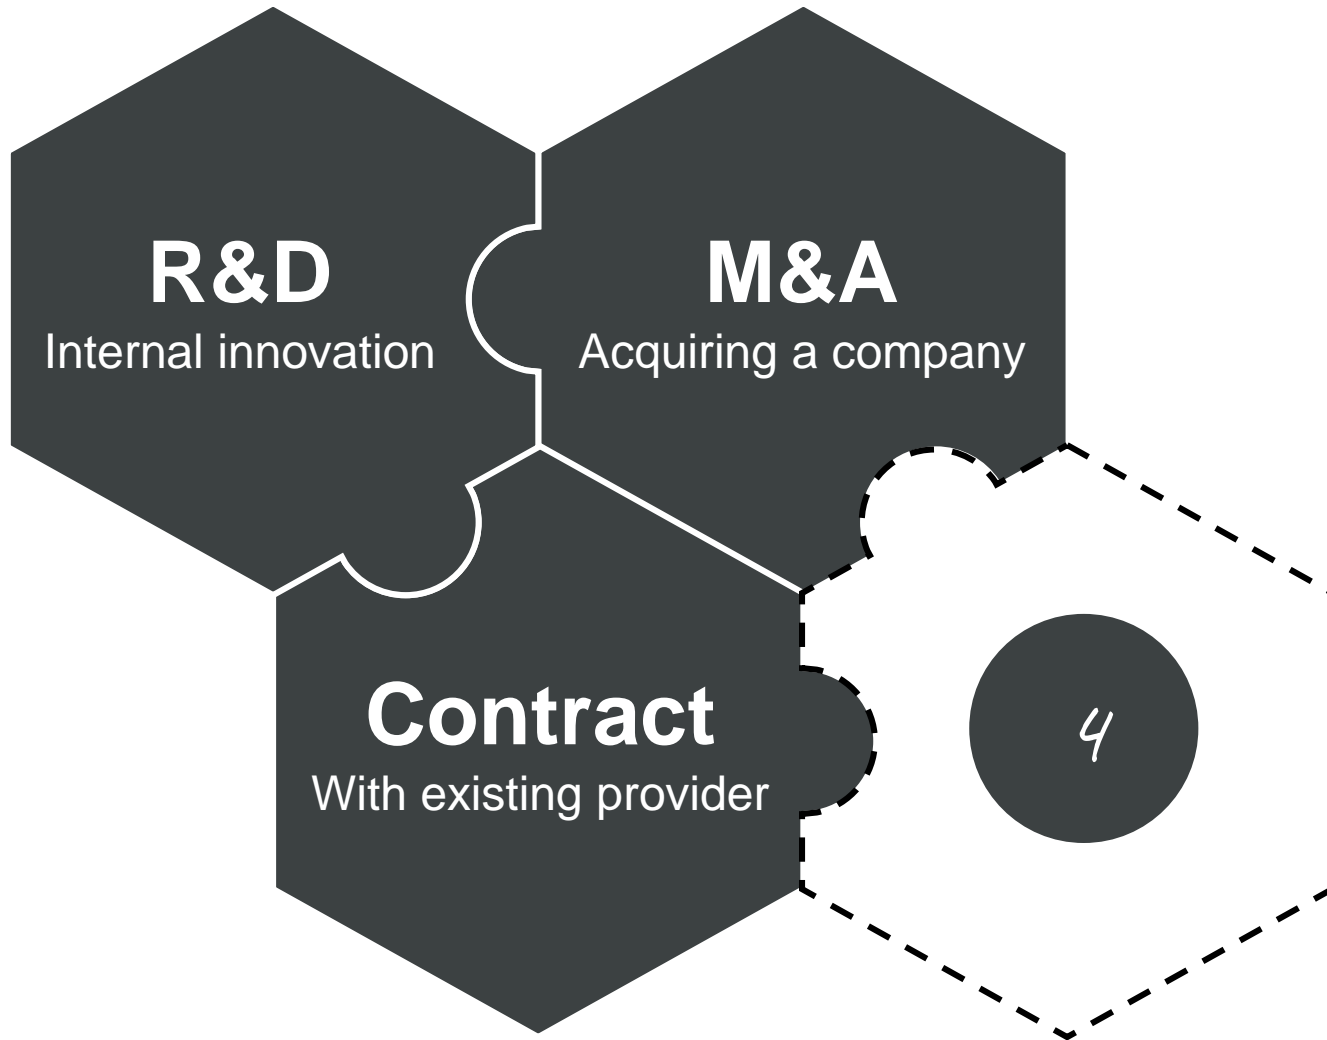 R&D
Internal innovation
M&A
Acquiring a company
Contract
With existing provider
4